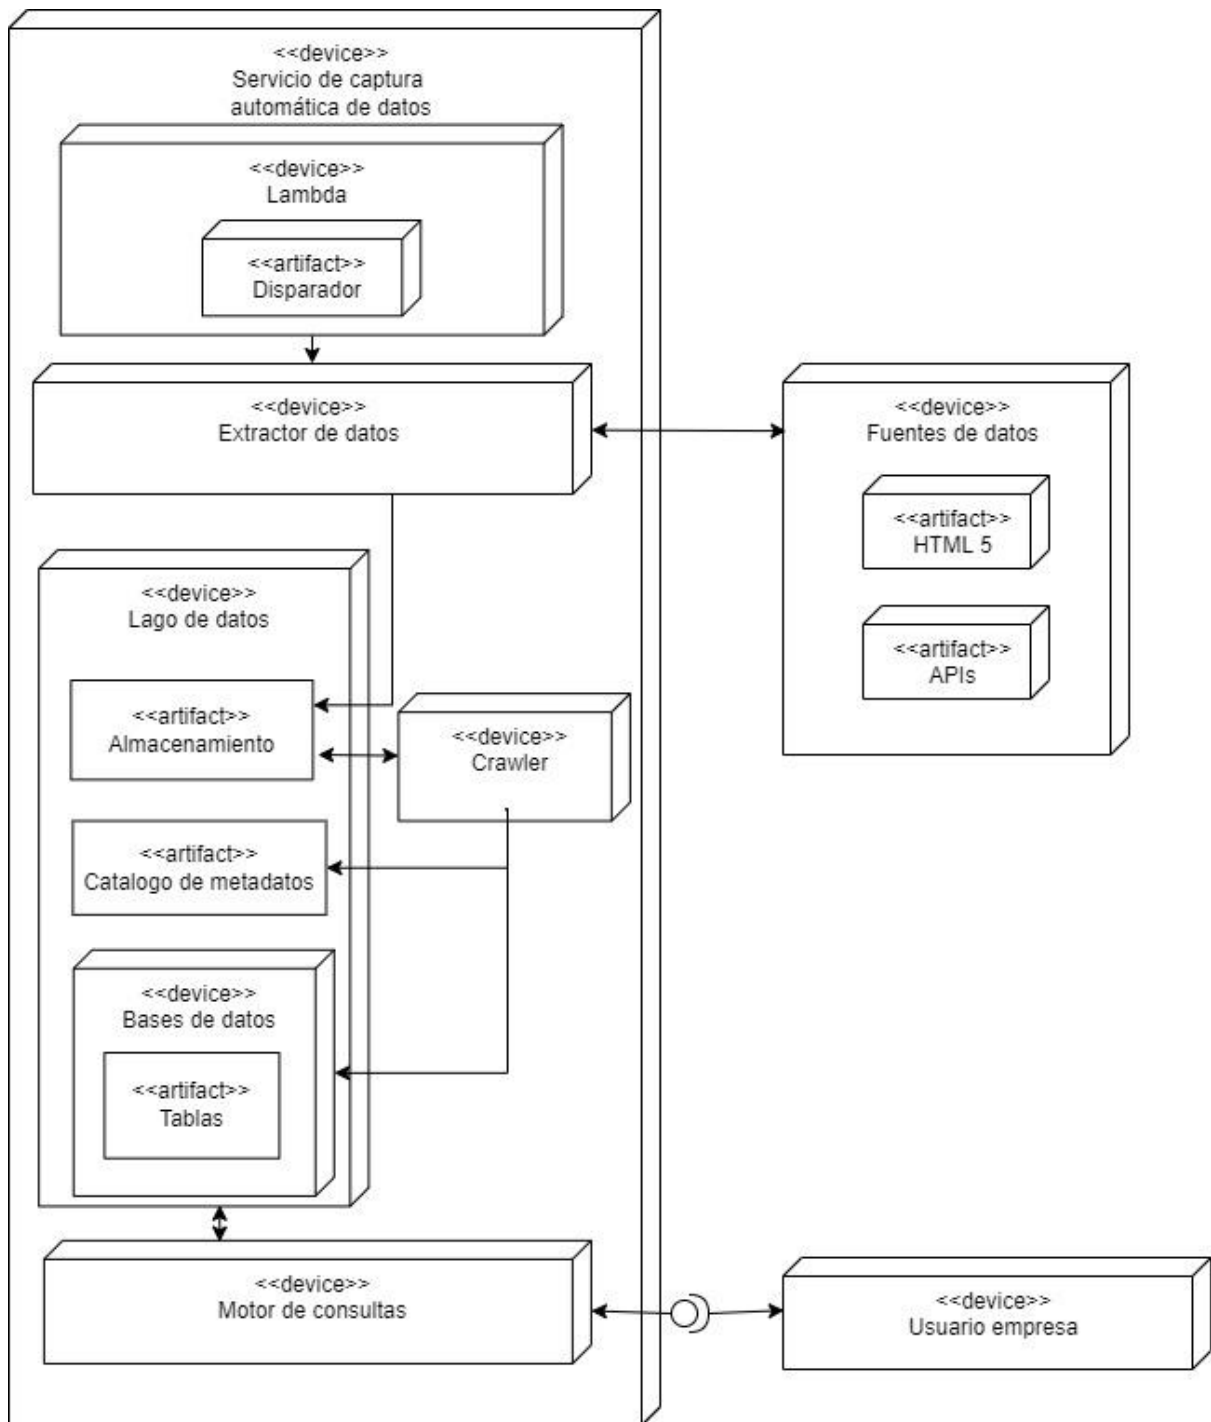 <<device>>
Servicio de captura
automática de datos
<<device>>
Lambda
<<artifact>>
Disparador
<<device>>
Extractor de datos
<<device>>
Fuentes de datos
<<artifact>>
HTML 5
<<artifact>>
APIs
<<device>>
Lago de datos
<<artifact>>
Almacenamiento
<<device>>
Crawler
<<artifact>>
Catalogo de metadatos
<<device>>
Bases de datos
<<artifact>>
Tablas
<<device>>
Motor de consultas
<<device>>
Usuario empresa